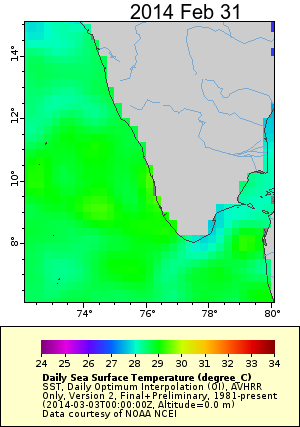 2014 Feb 31
14°
12°
10°
8°
74°
76°
78°
80°
24 25 26 27 28 29 30 31 32 33 34
Daily Sea Surface Temperature (degree_C)
SST, Daily Optimum Interpolation (OI), AVHRR
Only, Version 2, Final+Preliminary, 1981-present
(2014-03-03T00:00:00Z, Altitude=0.0 m)
Data courtesy of NOAA NCEI